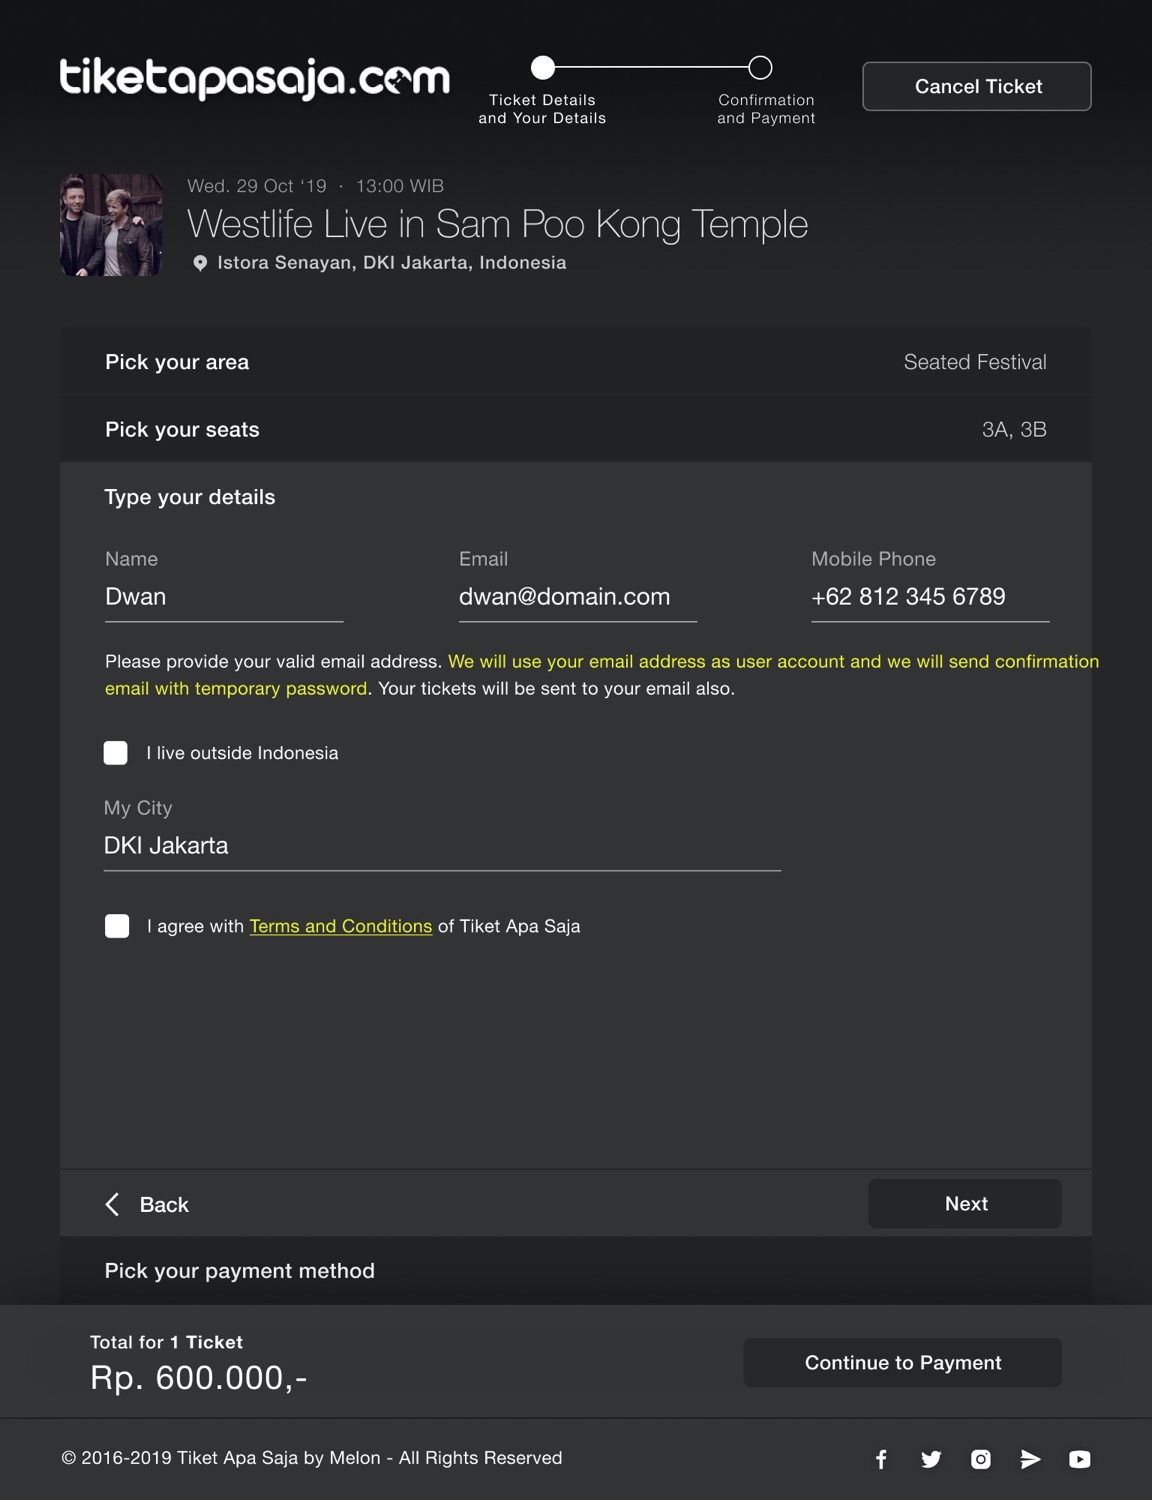 tiketapasaja.com
Ticket Details
and Your Details
Confirmation
and Payment
Cancel Ticket
Wed. 29 Oct ‘19 · 13:00 WIB
Westlife Live in Sam Poo Kong Temple
Istora Senayan, DKI Jakarta, Indonesia
Pick your area
Seated Festival
Pick your seats
3A, 3B
Type your details
Name
Email
Mobile Phone
Dwan
dwan@domain.com
+62 812 345 6789
Please provide your valid email address. We will use your email address as user account and we will send confirmation
email with temporary password. Your tickets will be sent to your email also.
I live outside Indonesia
My City
DKI Jakarta
I agree with Terms and Conditions of Tiket Apa Saja
Back
Next
Pick your payment method
Total for 1 Ticket
Rp. 600.000,-
Continue to Payment
© 2016-2019 Tiket Apa Saja by Melon - All Rights Reserved